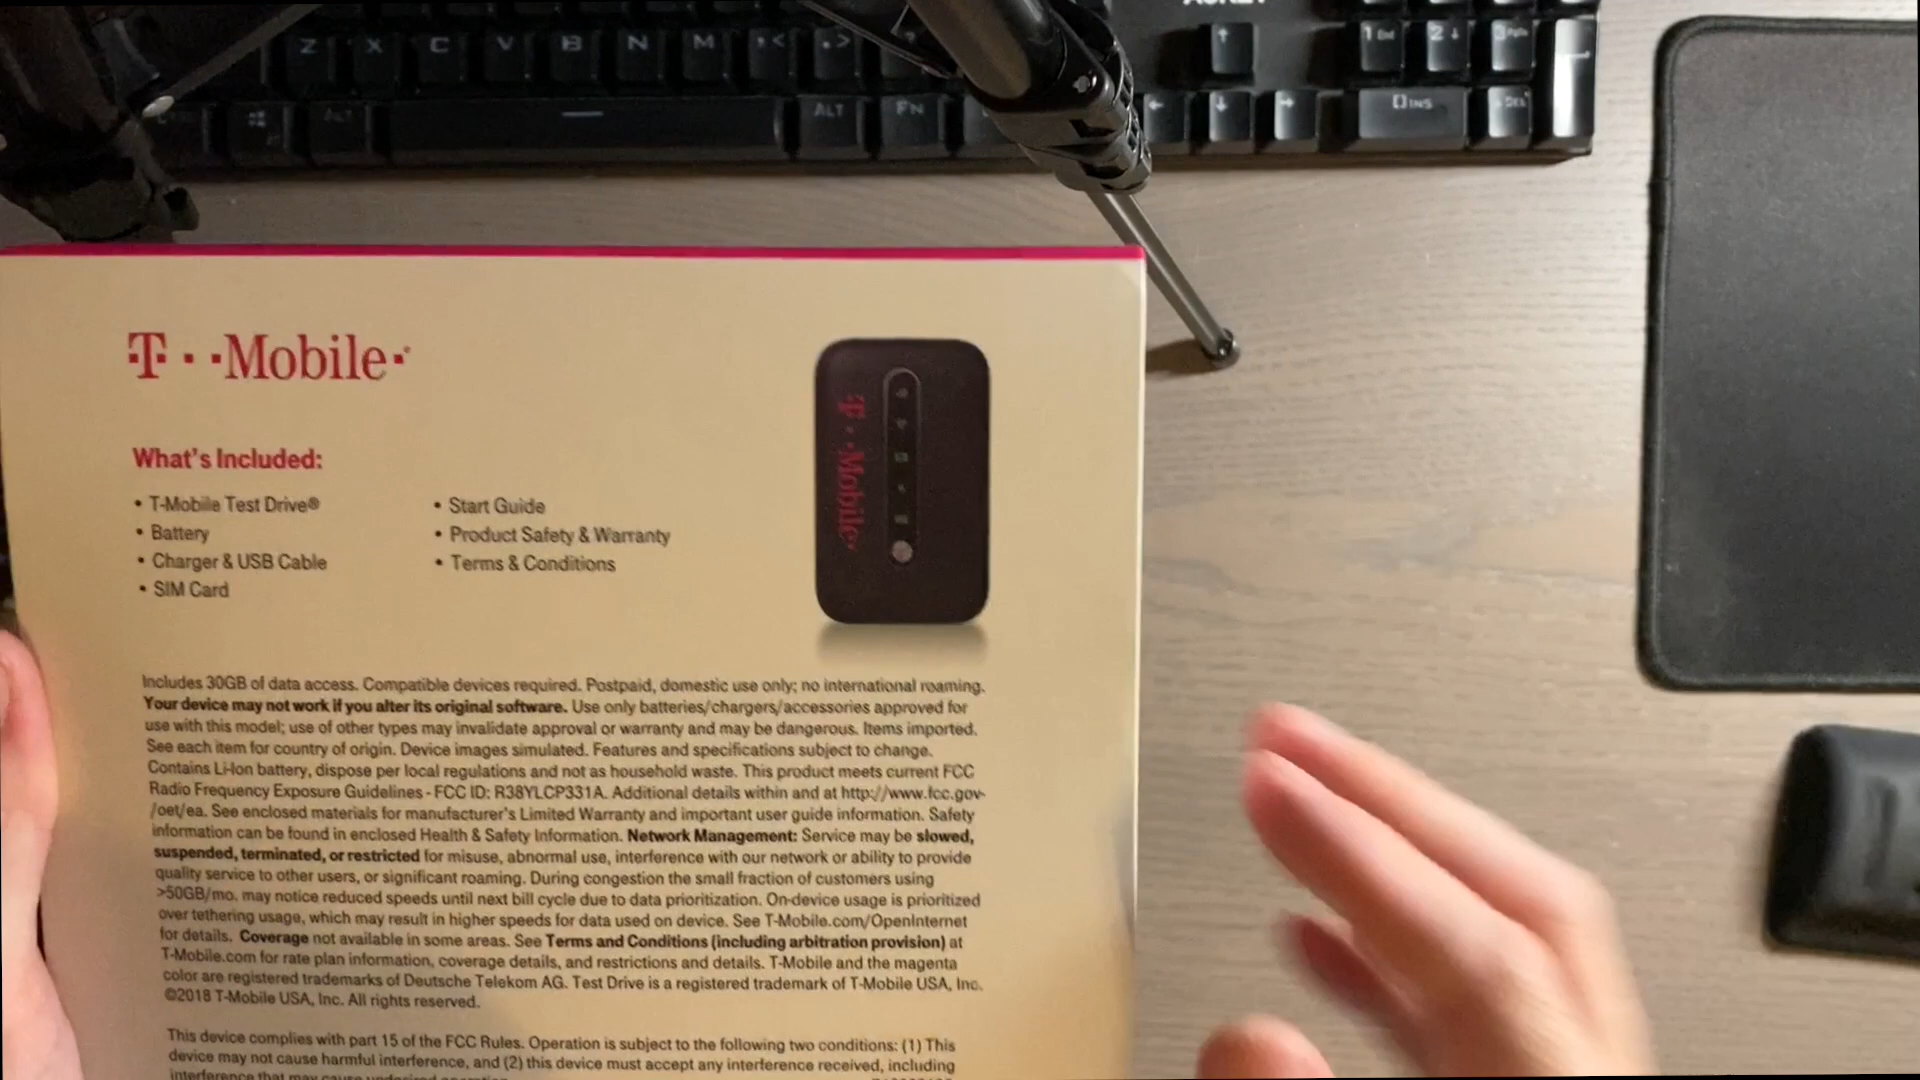 Z X C V B N M < >
ALT FN
1 End 2
INS
DEL
T-Mobile
What's Included:
• T-Mobile Test Drive®
• Battery
• Charger & USB Cable
• SIM Card
• Start Guide
• Product Safety & Warranty
• Terms & Conditions
T-Mobile
Includes 30GB of data access. Compatible devices required. Postpaid, domestic use only; no international roaming.
Your device may not work if you alter its original software. Use only batteries/chargers/accessories approved for
use with this model; use of other types may invalidate approval or warranty and may be dangerous. Items imported.
See each item for country of origin. Device images simulated. Features and specifications subject to change.
Contains Li-Ion battery, dispose per local regulations and not as household waste. This product meets current FCC
Radio Frequency Exposure Guidelines - FCC ID: R38YLCP331A. Additional details within and at http://www.fcc.gov-
/oet/ea. See enclosed materials for manufacturer's Limited Warranty and important user guide information. Safety
information can be found in enclosed Health & Safety Information. Network Management: Service may be slowed,
suspended, terminated, or restricted for misuse, abnormal use, interference with our network or ability to provide
quality service to other users, or significant roaming. During congestion the small fraction of customers using
>50GB/mo. may notice reduced speeds until next bill cycle due to data prioritization. On-device usage is prioritized
over tethering usage, which may result in higher speeds for data used on device. See T-Mobile.com/OpenInternet
for details. Coverage not available in some areas. See Terms and Conditions (including arbitration provision) at
T-Mobile.com for rate plan information, coverage details, and restrictions and details. T-Mobile and the magenta
color are registered trademarks of Deutsche Telekom AG. Test Drive is a registered trademark of T-Mobile USA, Inc.
©2018 T-Mobile USA, Inc. All rights reserved.
This device complies with part 15 of the FCC Rules. Operation is subject to the following two conditions: (1) This
device may not cause harmful interference, and (2) this device must accept any interference received, including
interference that may cause